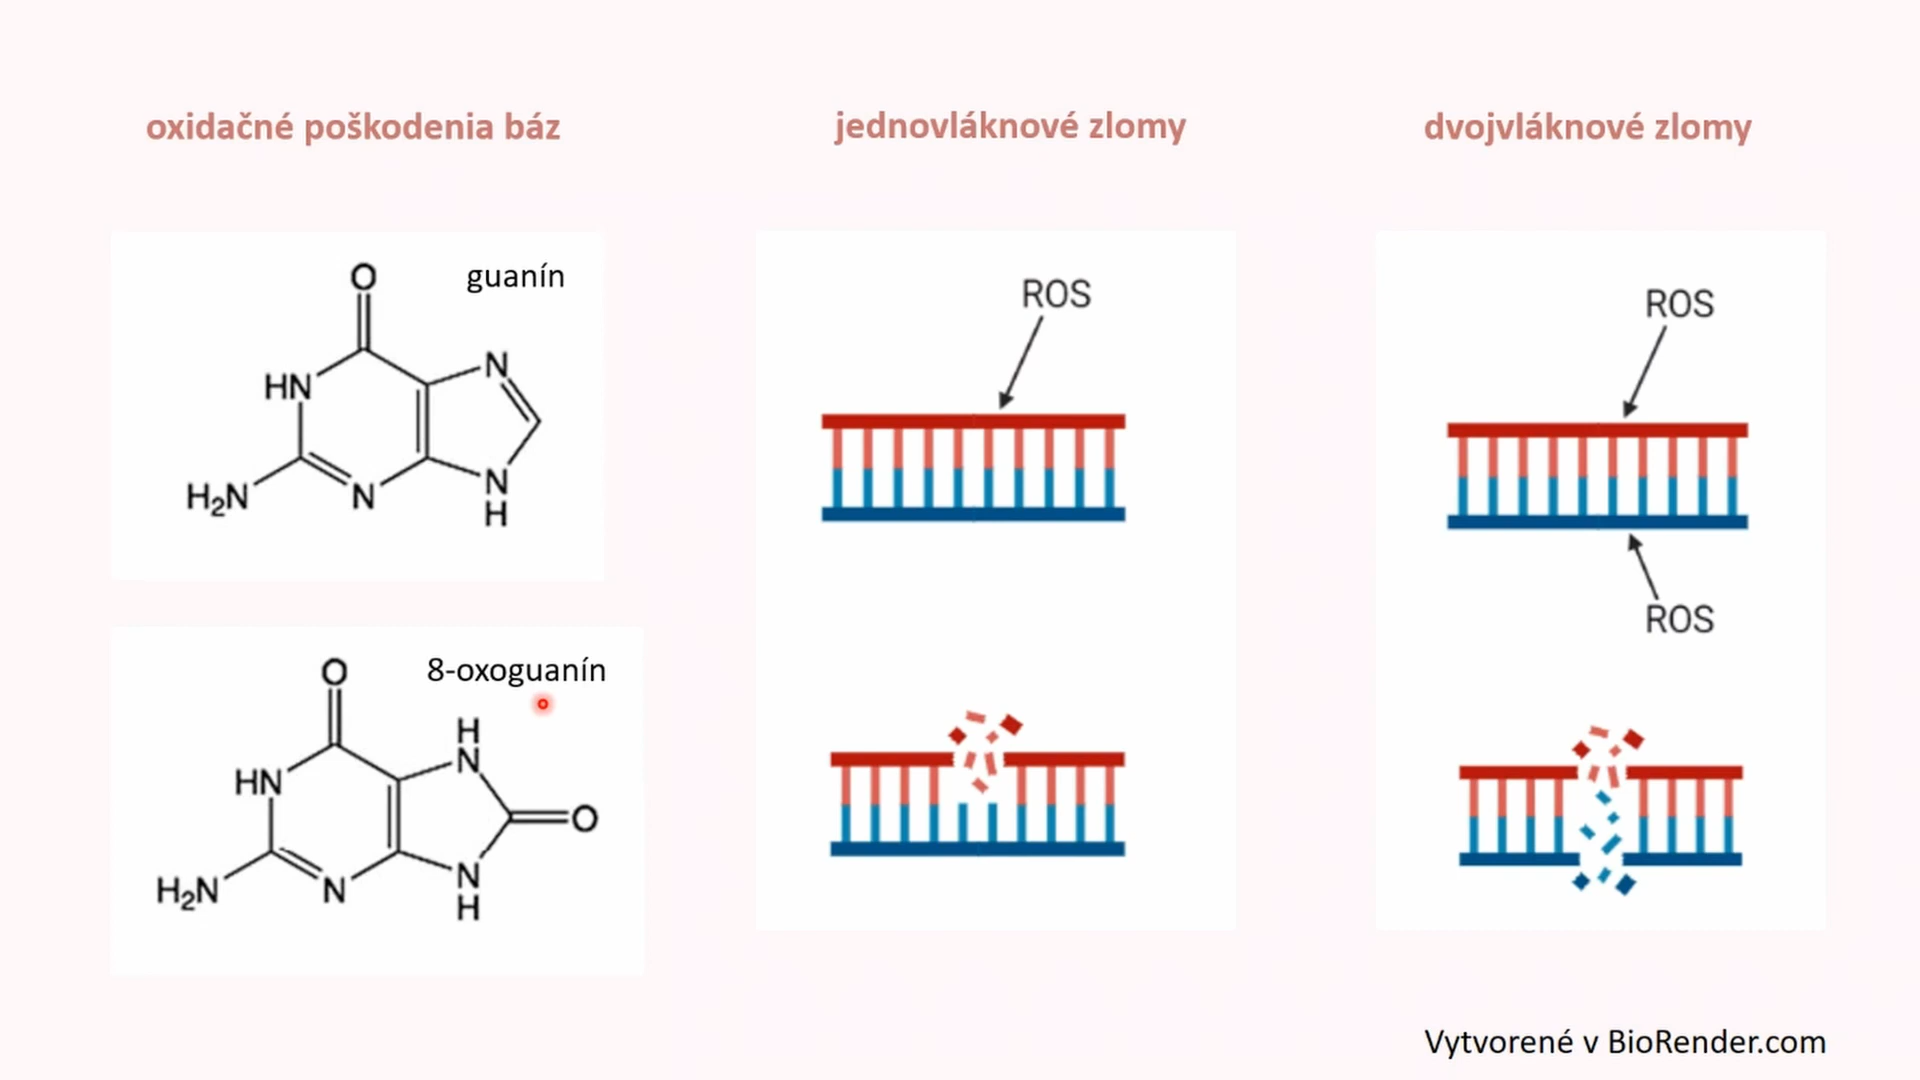 oxidačné poškodenia báz
jednovláknové zlomy
dvojvláknové zlomy
guanín
O
N
HN
H₂N
N
N
H
8-oxoguanín
O
H
N
HN
O
H₂N
N
N
H
ROS
ROS
ROS
Vytvorené v BioRender.com